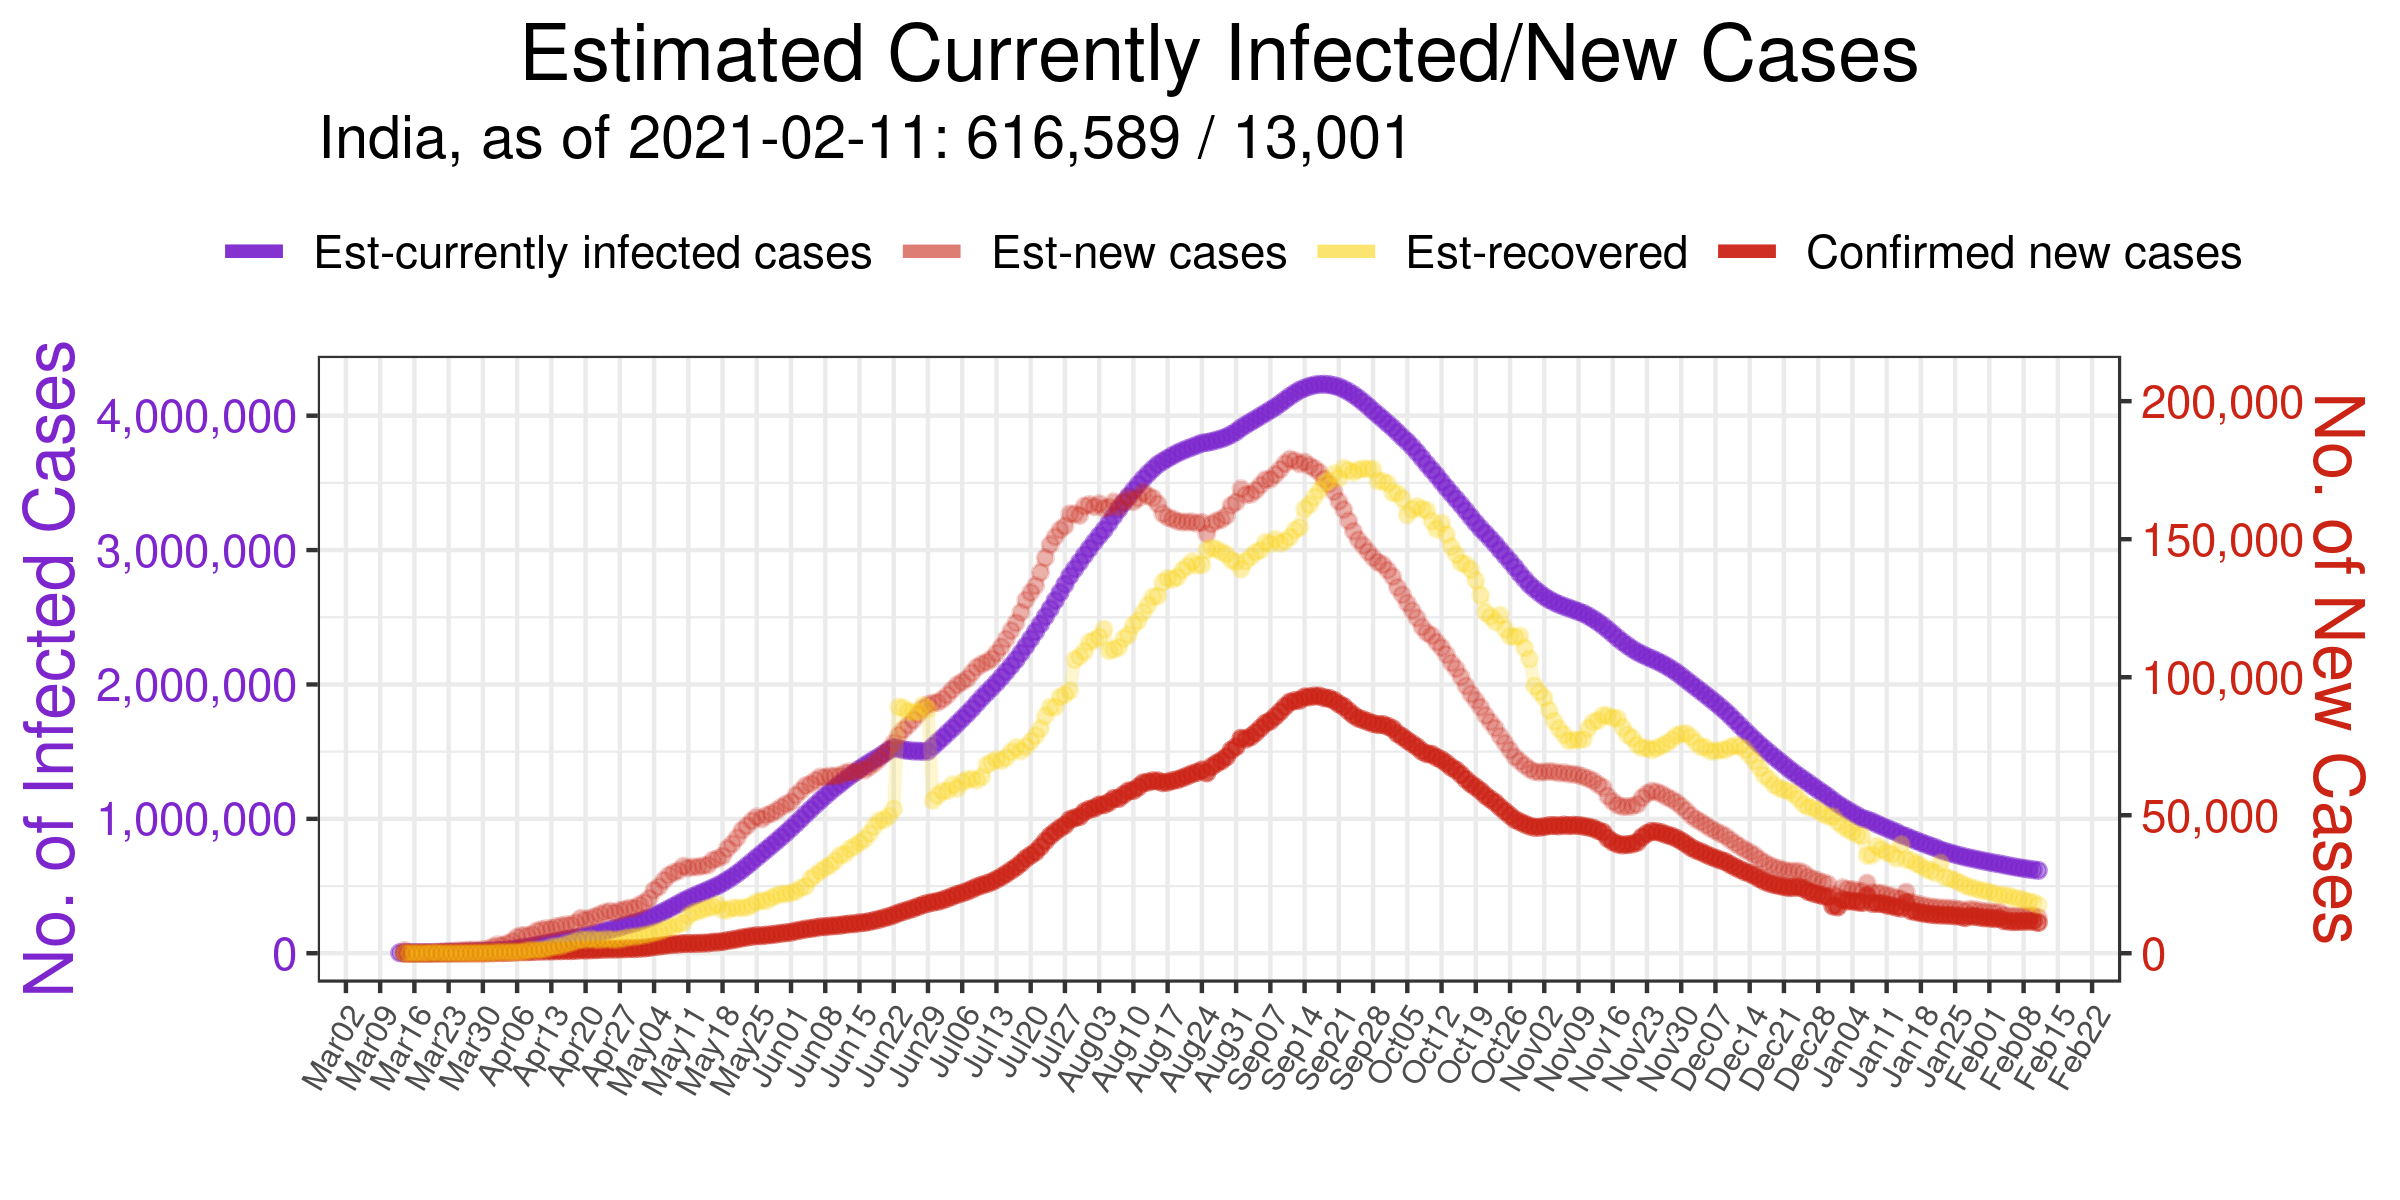 Estimated Currently Infected/New Cases
India, as of 2021-02-11: 616,589 / 13,001
Est-currently infected cases Est-new cases Est-recovered Confirmed new cases
No. of Infected Cases
4,000,000
3,000,000
2,000,000
1,000,000
0
200,000
150,000
100,000
50,000
0
No. of New Cases
Mar02 Mar09 Mar16 Mar23 Mar30 Apr06 Apr13 Apr20 Apr27 May04 May11 May18 May25 Jun01 Jun08 Jun15 Jun22 Jun29 Jul06 Jul13 Jul20 Jul27 Aug03 Aug10 Aug17 Aug24 Aug31 Sep07 Sep14 Sep21 Sep28 Oct05 Oct12 Oct19 Oct26 Nov02 Nov09 Nov16 Nov23 Nov30 Dec07 Dec14 Dec21 Dec28 Jan04 Jan11 Jan18 Jan25 Feb01 Feb08 Feb15 Feb22